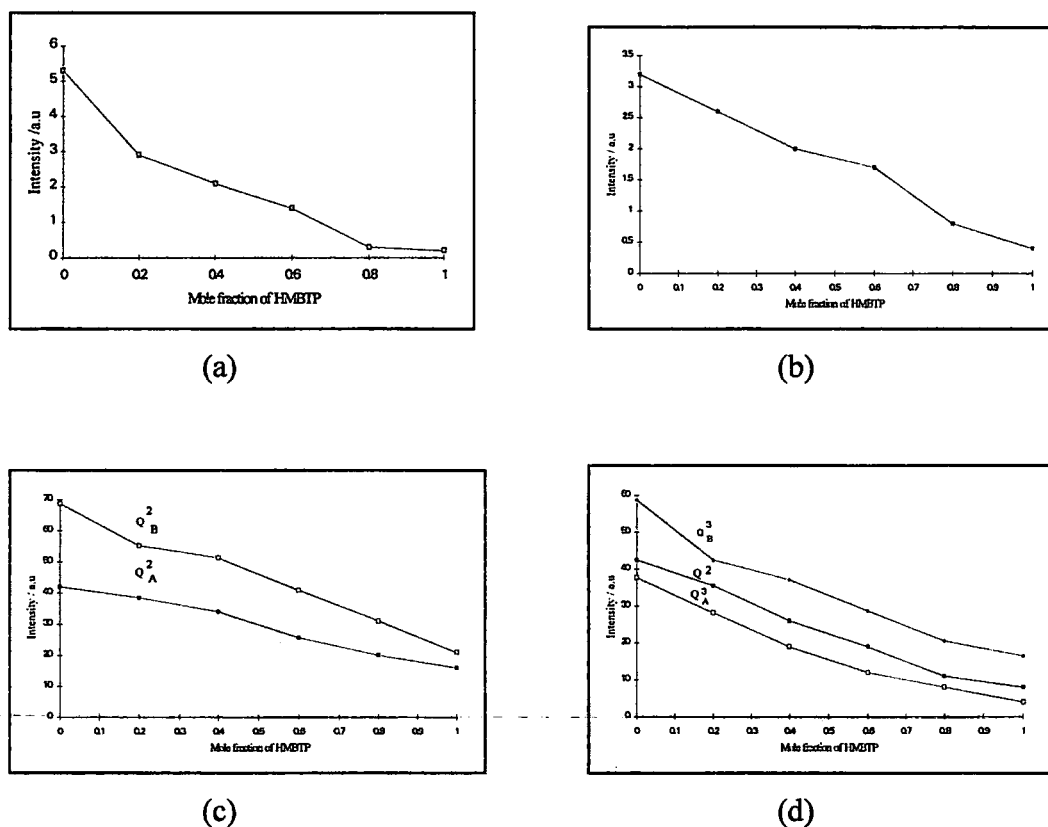 6
5
4
3
2
1
0
Intensity /a.u
0 0.2 0.4 0.6 0.8 1
Mole fraction of HMBTP
(a)
3.5
3
2.5
2
1.5
1
0.5
0
Intensity / a.u
0 0.1 0.2 0.3 0.4 0.5 0.6 0.7 0.8 0.9 1
Mole fraction of HMBTP
(b)
70
60
50
40
30
20
10
0
Intensity / a.u
Q 2 B
Q 2 A
0 0.1 0.2 0.3 0.4 0.5 0.6 0.7 0.8 0.9 1
Mole fraction of HMBTP
(c)
60
50
40
30
20
10
0
Intensity / a.u
Q 3 B
Q 2
Q 3 A
0 0.1 0.2 0.3 0.4 0.5 0.6 0.7 0.8 0.9 1
Mole fraction of HMBTP
(d)